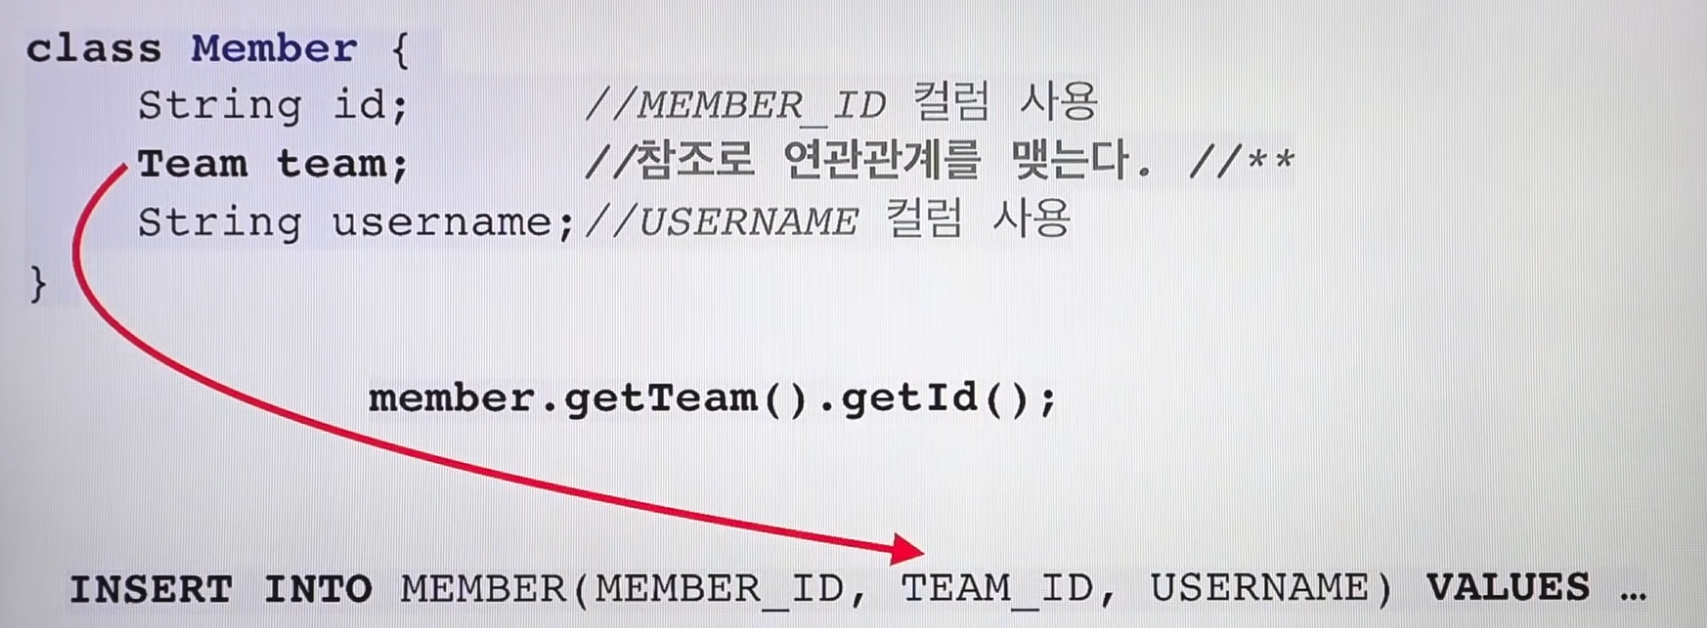 class Member {
String id; //MEMBER_ID 컬럼 사용
Team team; //참조로 연관관계를 맺는다. //**
String username;//USERNAME 컬럼 사용
}
member.getTeam().getId();
INSERT INTO MEMBER(MEMBER_ID, TEAM_ID, USERNAME) VALUES …